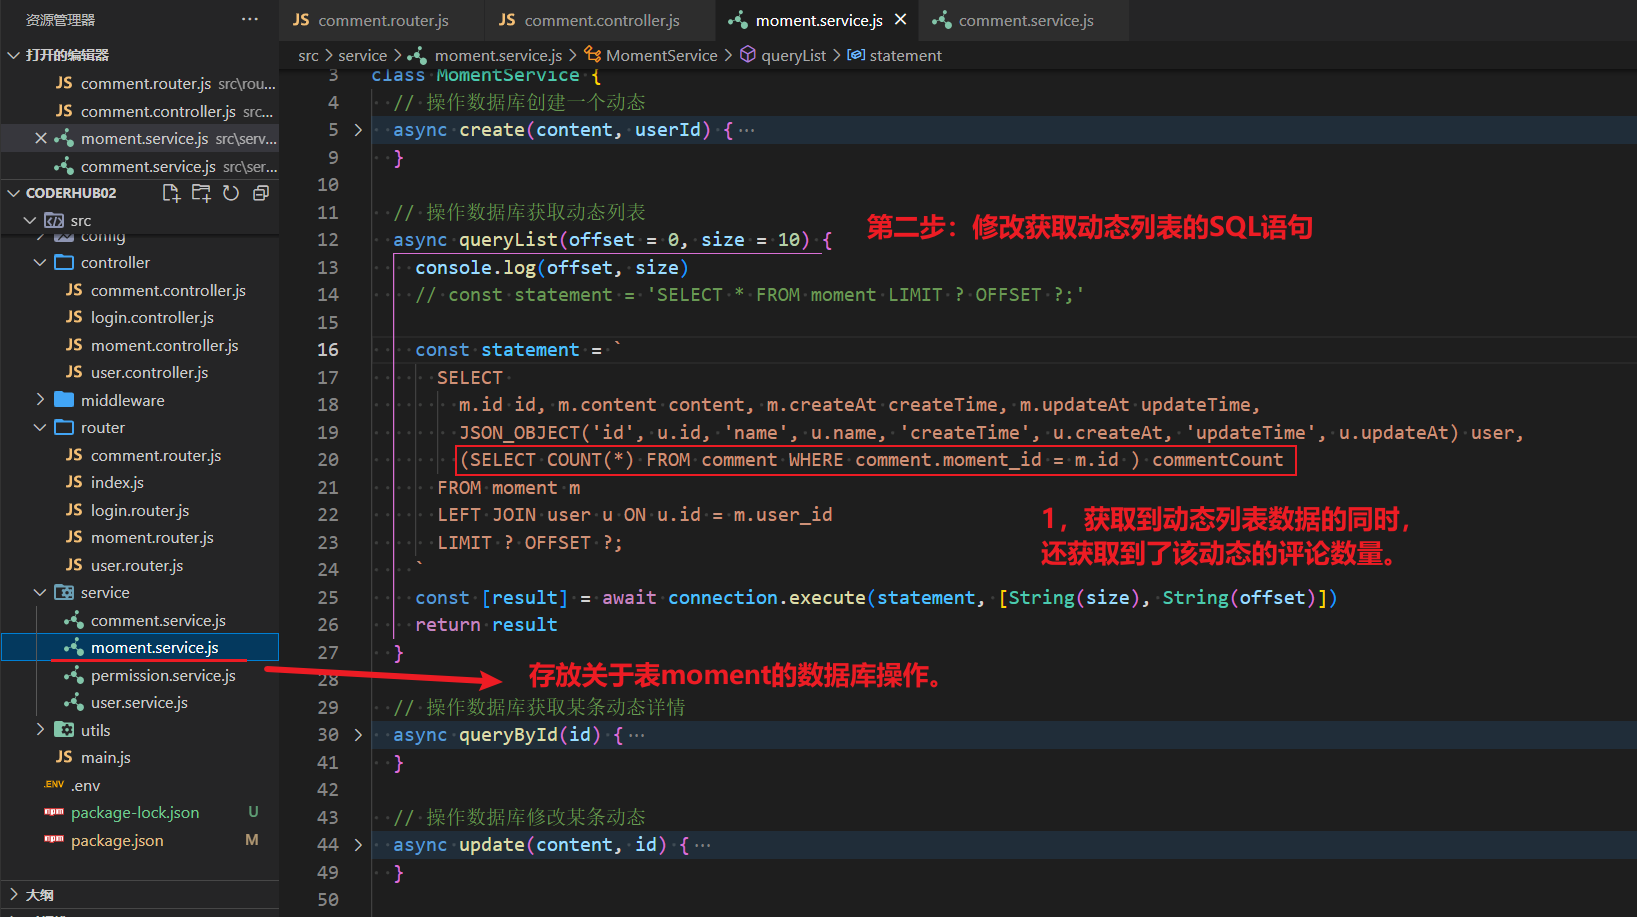 资源管理器 ···
comment.router.js comment.controller.js moment.service.js comment.service.js
src > service > moment.service.js > MomentService > queryList > statement
打开的编辑器
comment.router.js src\rou...
comment.controller.js src...
moment.service.js src\serv...
comment.service.js src\ser...
CODERHUB02
src
config
controller
comment.controller.js
login.controller.js
moment.controller.js
user.controller.js
middleware
router
comment.router.js
index.js
login.router.js
moment.router.js
user.router.js
service
comment.service.js
moment.service.js
permission.service.js
user.service.js
utils
main.js
.env
package-lock.json U
package.json M
大纲
3 class MomentService {
4 // 操作数据库创建一个动态
5 async create(content, userId) { ···
9 }
10
11 // 操作数据库获取动态列表
12 async queryList(offset = 0, size = 10) {
13 console.log(offset, size)
14 // const statement = 'SELECT * FROM moment LIMIT ? OFFSET ?;'
15
16 const statement = `
17 SELECT
18 m.id id, m.content content, m.createAt createTime, m.updateAt updateTime,
19 JSON_OBJECT('id', u.id, 'name', u.name, 'createTime', u.createAt, 'updateTime', u.updateAt) user,
20 (SELECT COUNT(*) FROM comment WHERE comment.moment_id = m.id ) commentCount
21 FROM moment m
22 LEFT JOIN user u ON u.id = m.user_id
23 LIMIT ? OFFSET ?;
24 `
25 const [result] = await connection.execute(statement, [String(size), String(offset)])
26 return result
27 }
28
29 // 操作数据库获取某条动态详情
30 async queryById(id) { ···
41 }
42
43 // 操作数据库修改某条动态
44 async update(content, id) { ···
49 }
50
第二步：修改获取动态列表的SQL语句
1，获取到动态列表数据的同时，
还获取到了该动态的评论数量。
存放关于表moment的数据库操作。